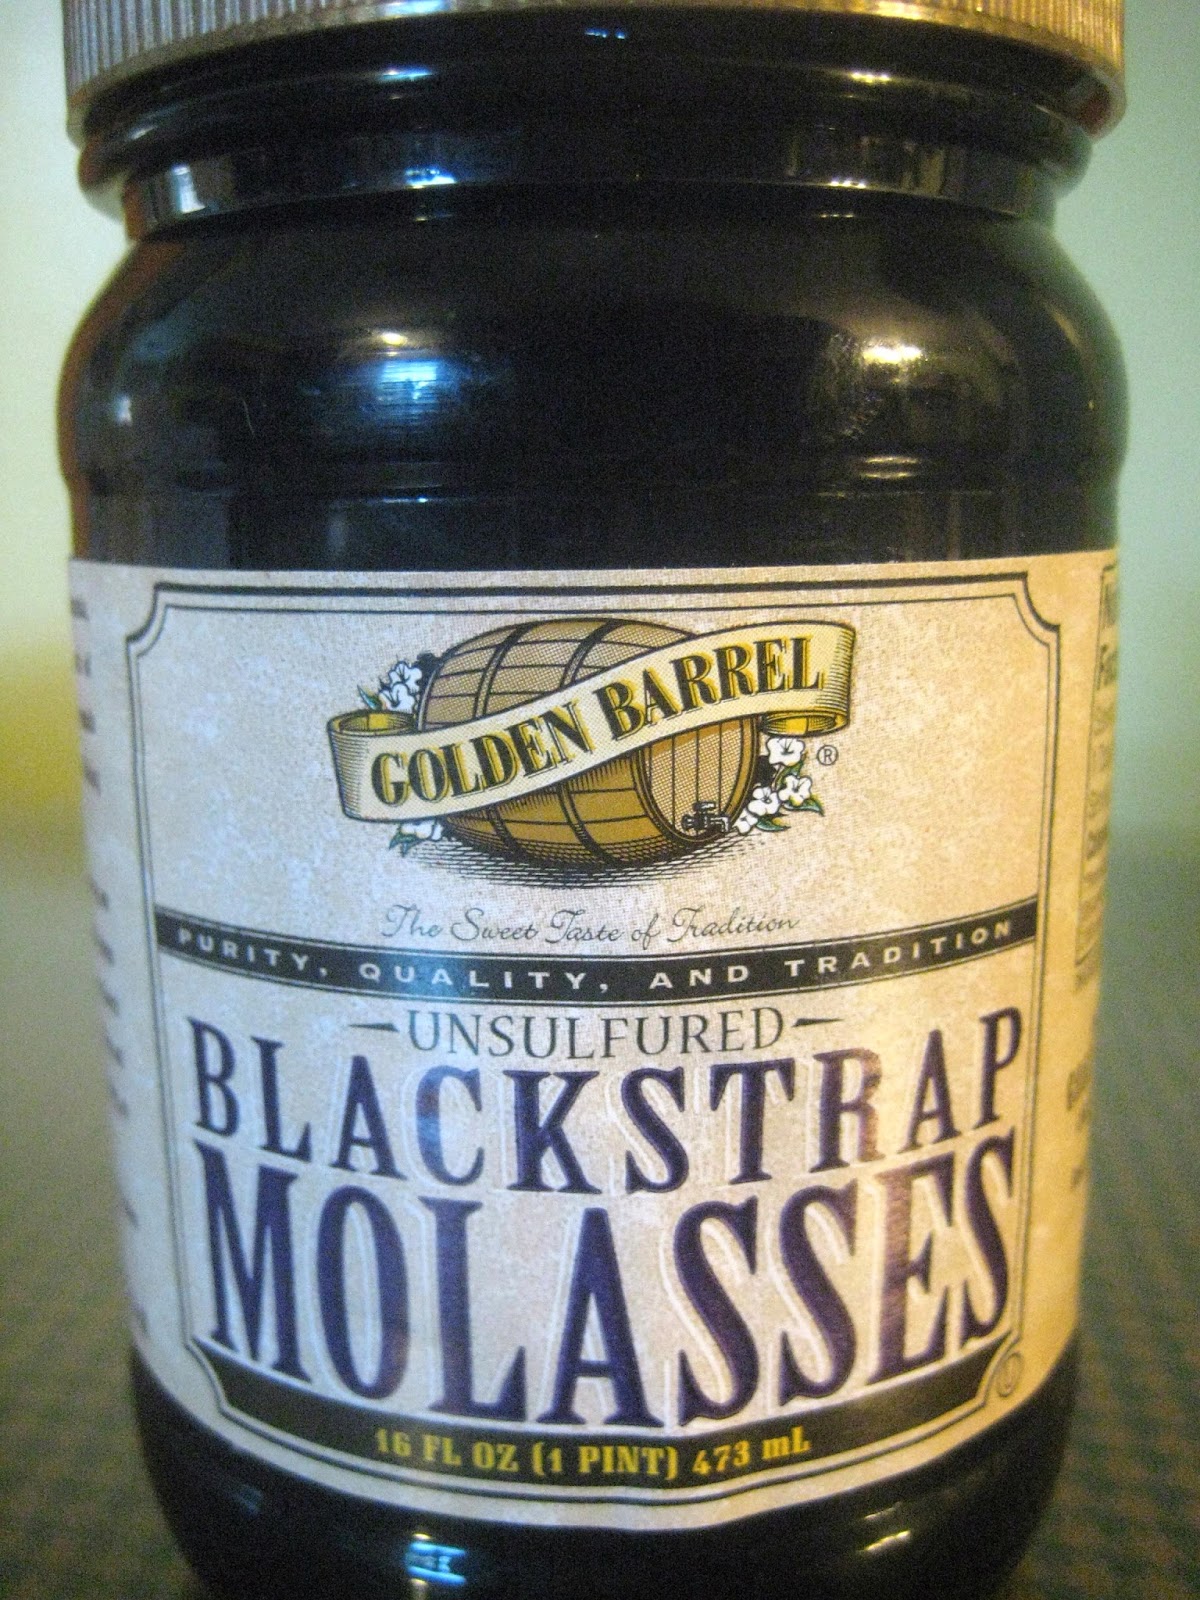 GOLDEN BARREL
®
The Sweet Taste of Tradition
PURITY, QUALITY, AND TRADITION
UNSULFURED
BLACKSTRAP
MOLASSES
U
16 FL OZ (1 PINT) 473 mL